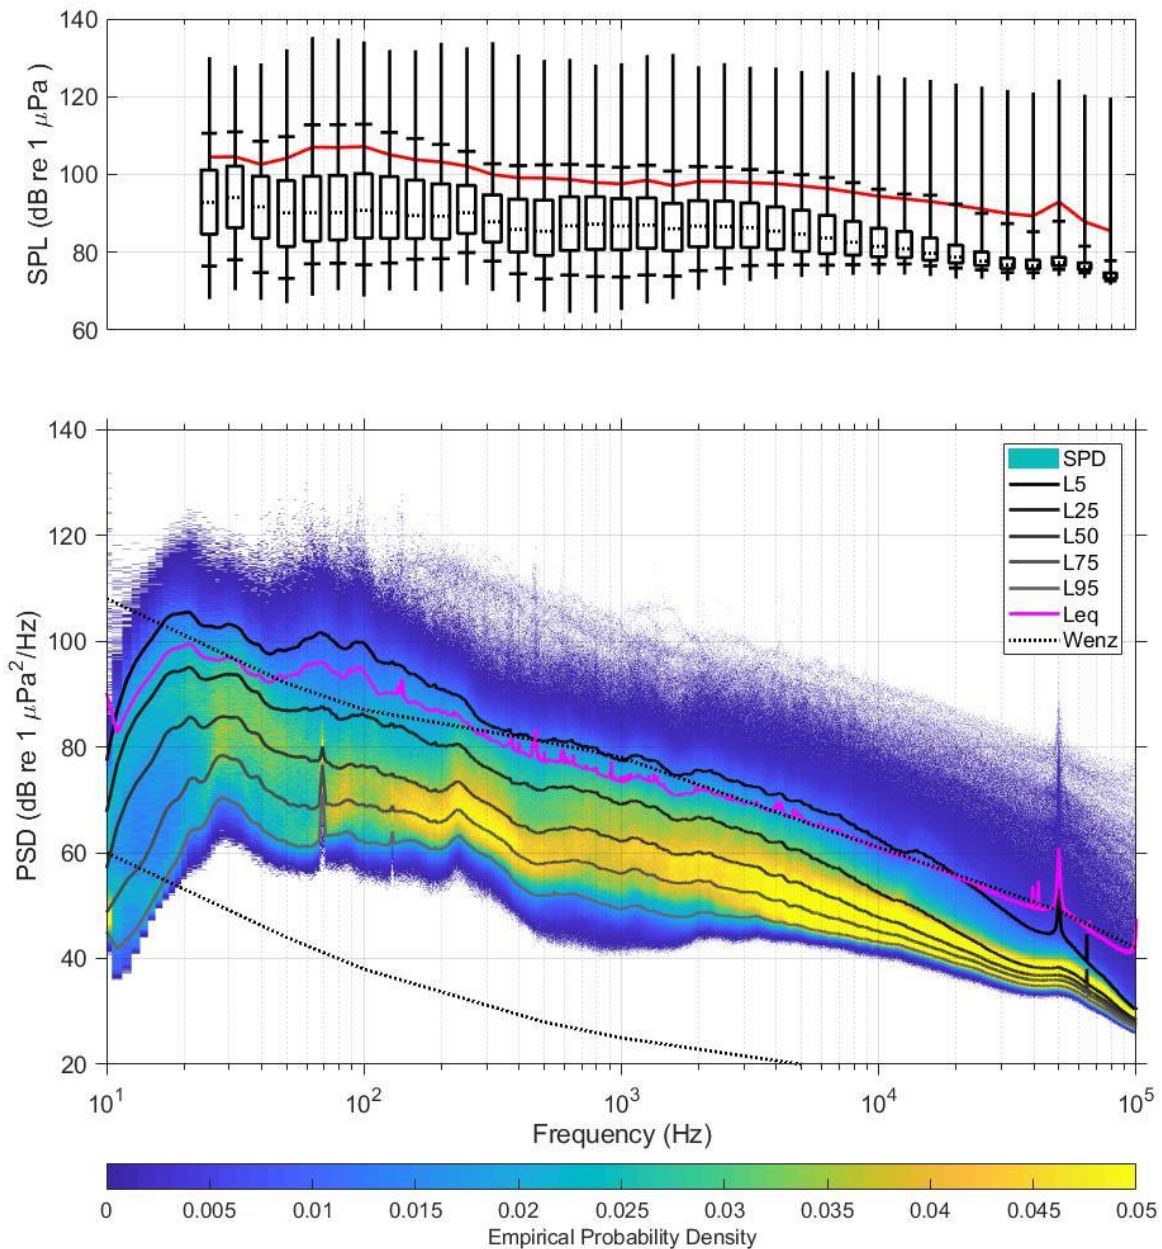 140
120
100
80
60
SPL (dB re 1 μPa )
140
120
100
80
60
40
20
PSD (dB re 1 μPa²/Hz)
SPD
L5
L25
L50
L75
L95
Leq
Wenz
10¹ 10² 10³ 10⁴ 10⁵
Frequency (Hz)
0 0.005 0.01 0.015 0.02 0.025 0.03 0.035 0.04 0.045 0.05
Empirical Probability Density